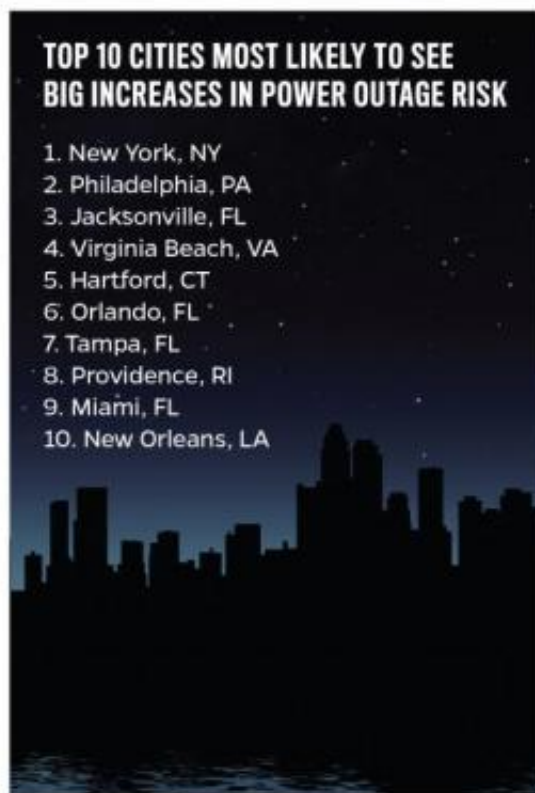 TOP 10 CITIES MOST LIKELY TO SEE
BIG INCREASES IN POWER OUTAGE RISK
1. New York, NY
2. Philadelphia, PA
3. Jacksonville, FL
4. Virginia Beach, VA
5. Hartford, CT
6. Orlando, FL
7. Tampa, FL
8. Providence, RI
9. Miami, FL
10. New Orleans, LA